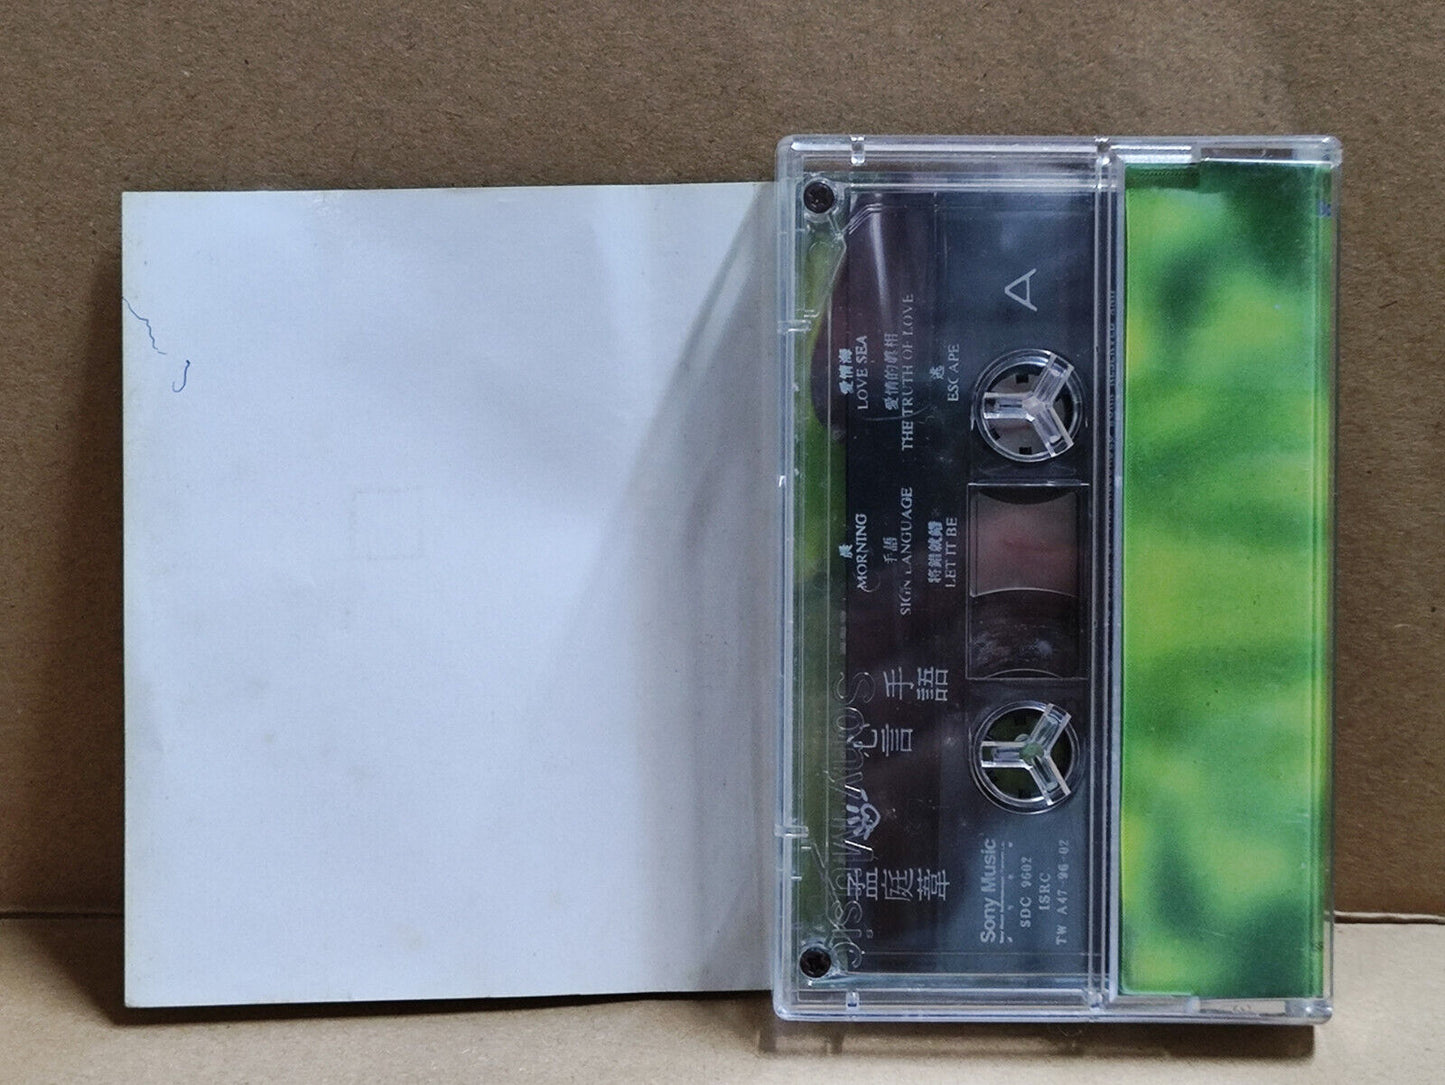 A
晨
MORNING
手語
SIGN LANGUAGE
將錯就錯
LET IT BE
愛情海
LOVE SEA
愛情的真相
THE TRUTH OF LOVE
逃
ESCAPE
孟庭葦
心言
手語
Sony Music
Sony Music
SDC 9602
ISRC
TW A47-96-02